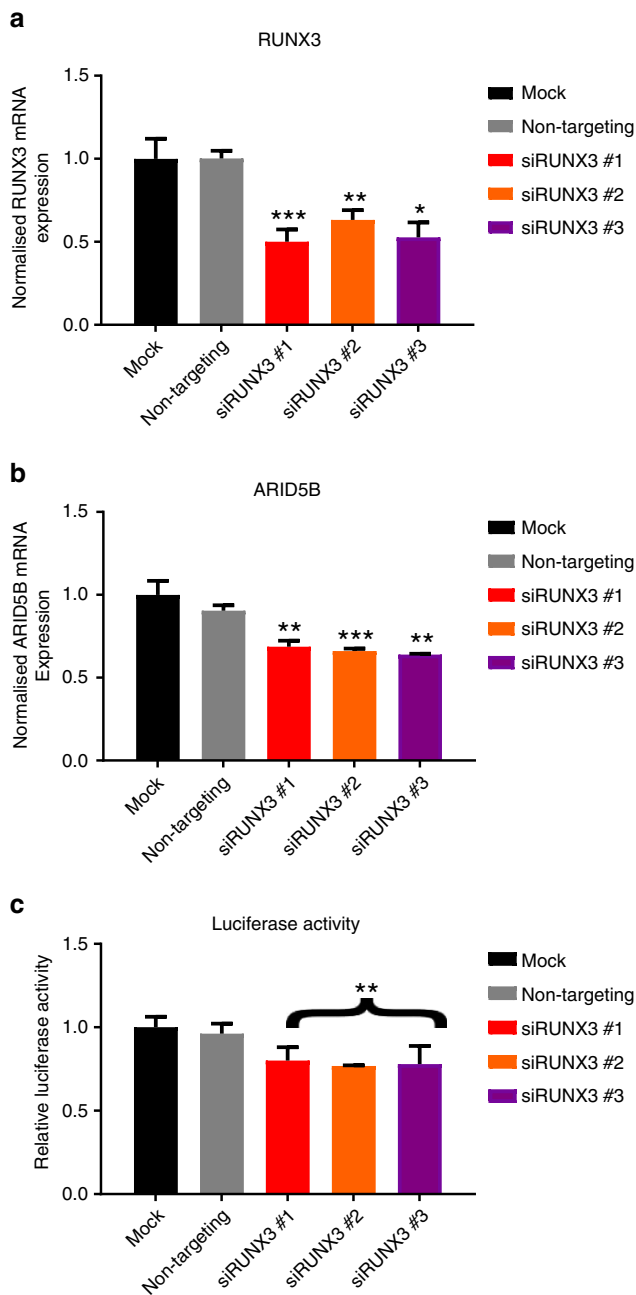 a
RUNX3
Normalised RUNX3 mRNA
expression
1.5
1.0
0.5
0.0
***
**
*
Mock
Non-targeting
siRUNX3 #1
siRUNX3 #2
siRUNX3 #3
Mock
Non-targeting
siRUNX3 #1
siRUNX3 #2
siRUNX3 #3
b
ARID5B
Normalised ARID5B mRNA
Expression
1.5
1.0
0.5
0.0
**
***
**
Mock
Non-targeting
siRUNX3 #1
siRUNX3 #2
siRUNX3 #3
Mock
Non-targeting
siRUNX3 #1
siRUNX3 #2
siRUNX3 #3
c
Luciferase activity
Relative luciferase activity
1.5
1.0
0.5
0.0
**
Mock
Non-targeting
siRUNX3 #1
siRUNX3 #2
siRUNX3 #3
Mock
Non-targeting
siRUNX3 #1
siRUNX3 #2
siRUNX3 #3